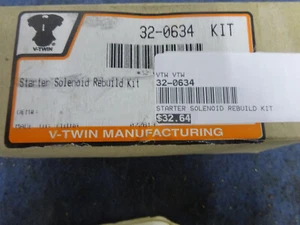 V-TWIN
32-0634 KIT
Starter Solenoid Rebuild Kit
VTW VTW
32-0634
STARTER SOLENOID REBUILD KIT
$32.64
V-TWIN MANUFACTURING